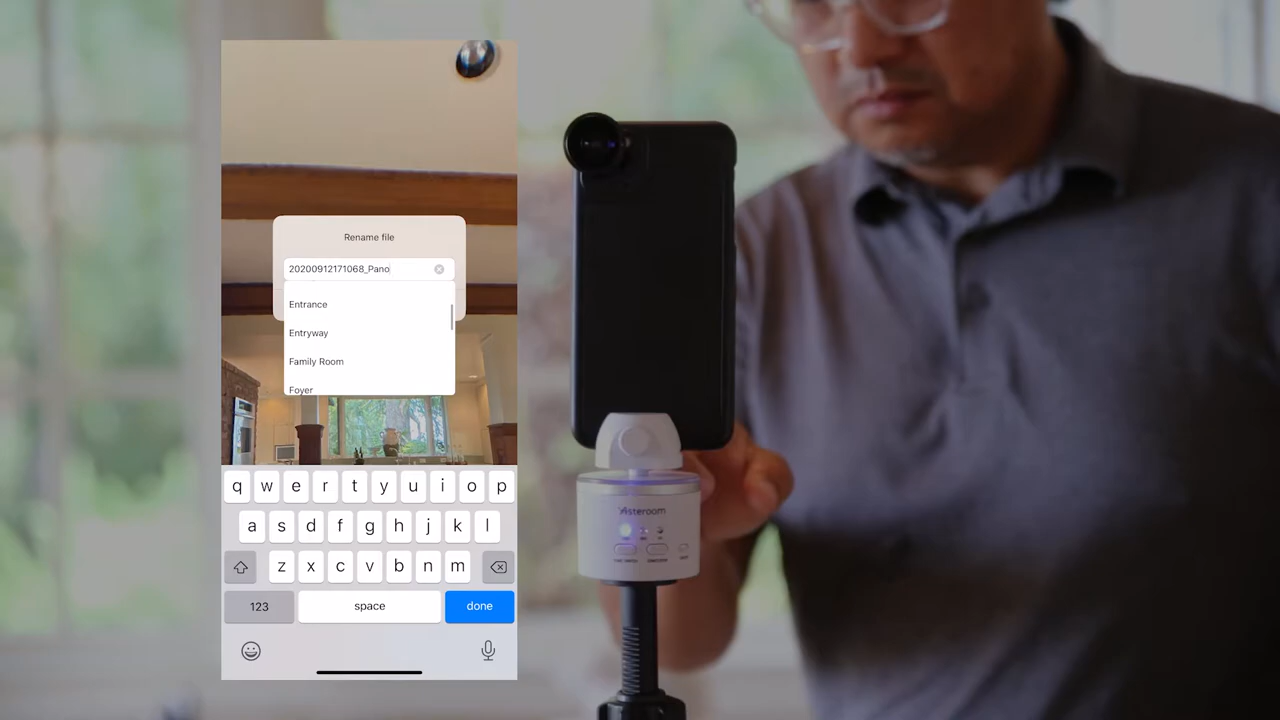 Rename file
20200912171068_Pano
Entrance
Entryway
Family Room
Foyer
q w e r t y u i o p
a s d f g h j k l
z x c v b n m
123 space done
Asteroom